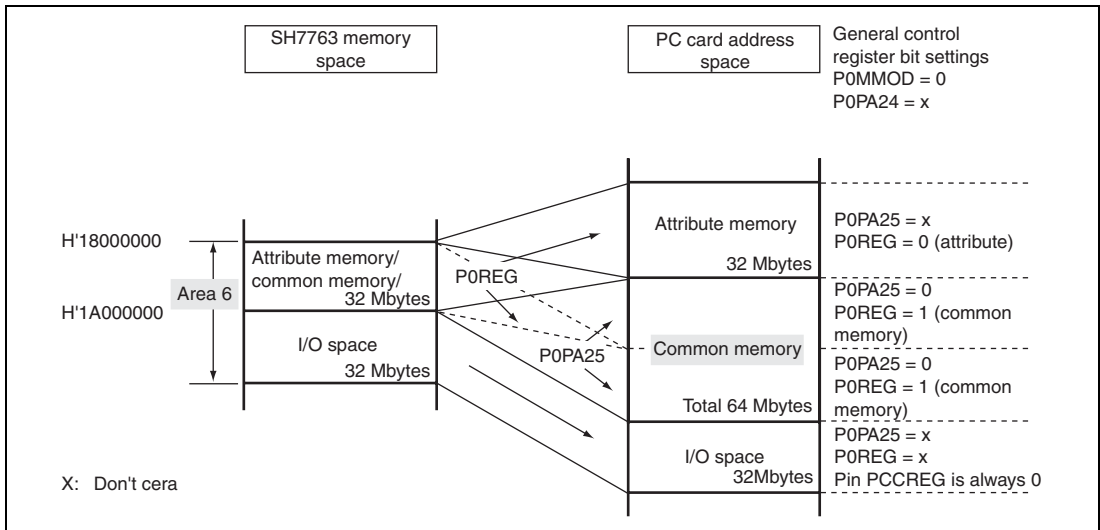 SH7763 memory
space
PC card address
space
General control
register bit settings
P0MMOD = 0
P0PA24 = x
H'18000000
Area 6
H'1A000000
Attribute memory/
common memory/
32 Mbytes
I/O space
32 Mbytes
P0REG
P0PA25
Attribute memory
32 Mbytes
Common memory
Total 64 Mbytes
I/O space
32Mbytes
P0PA25 = x
P0REG = 0 (attribute)
P0PA25 = 0
P0REG = 1 (common
memory)
P0PA25 = 0
P0REG = 1 (common
memory)
P0PA25 = x
P0REG = x
Pin PCCREG is always 0
X: Don't cera